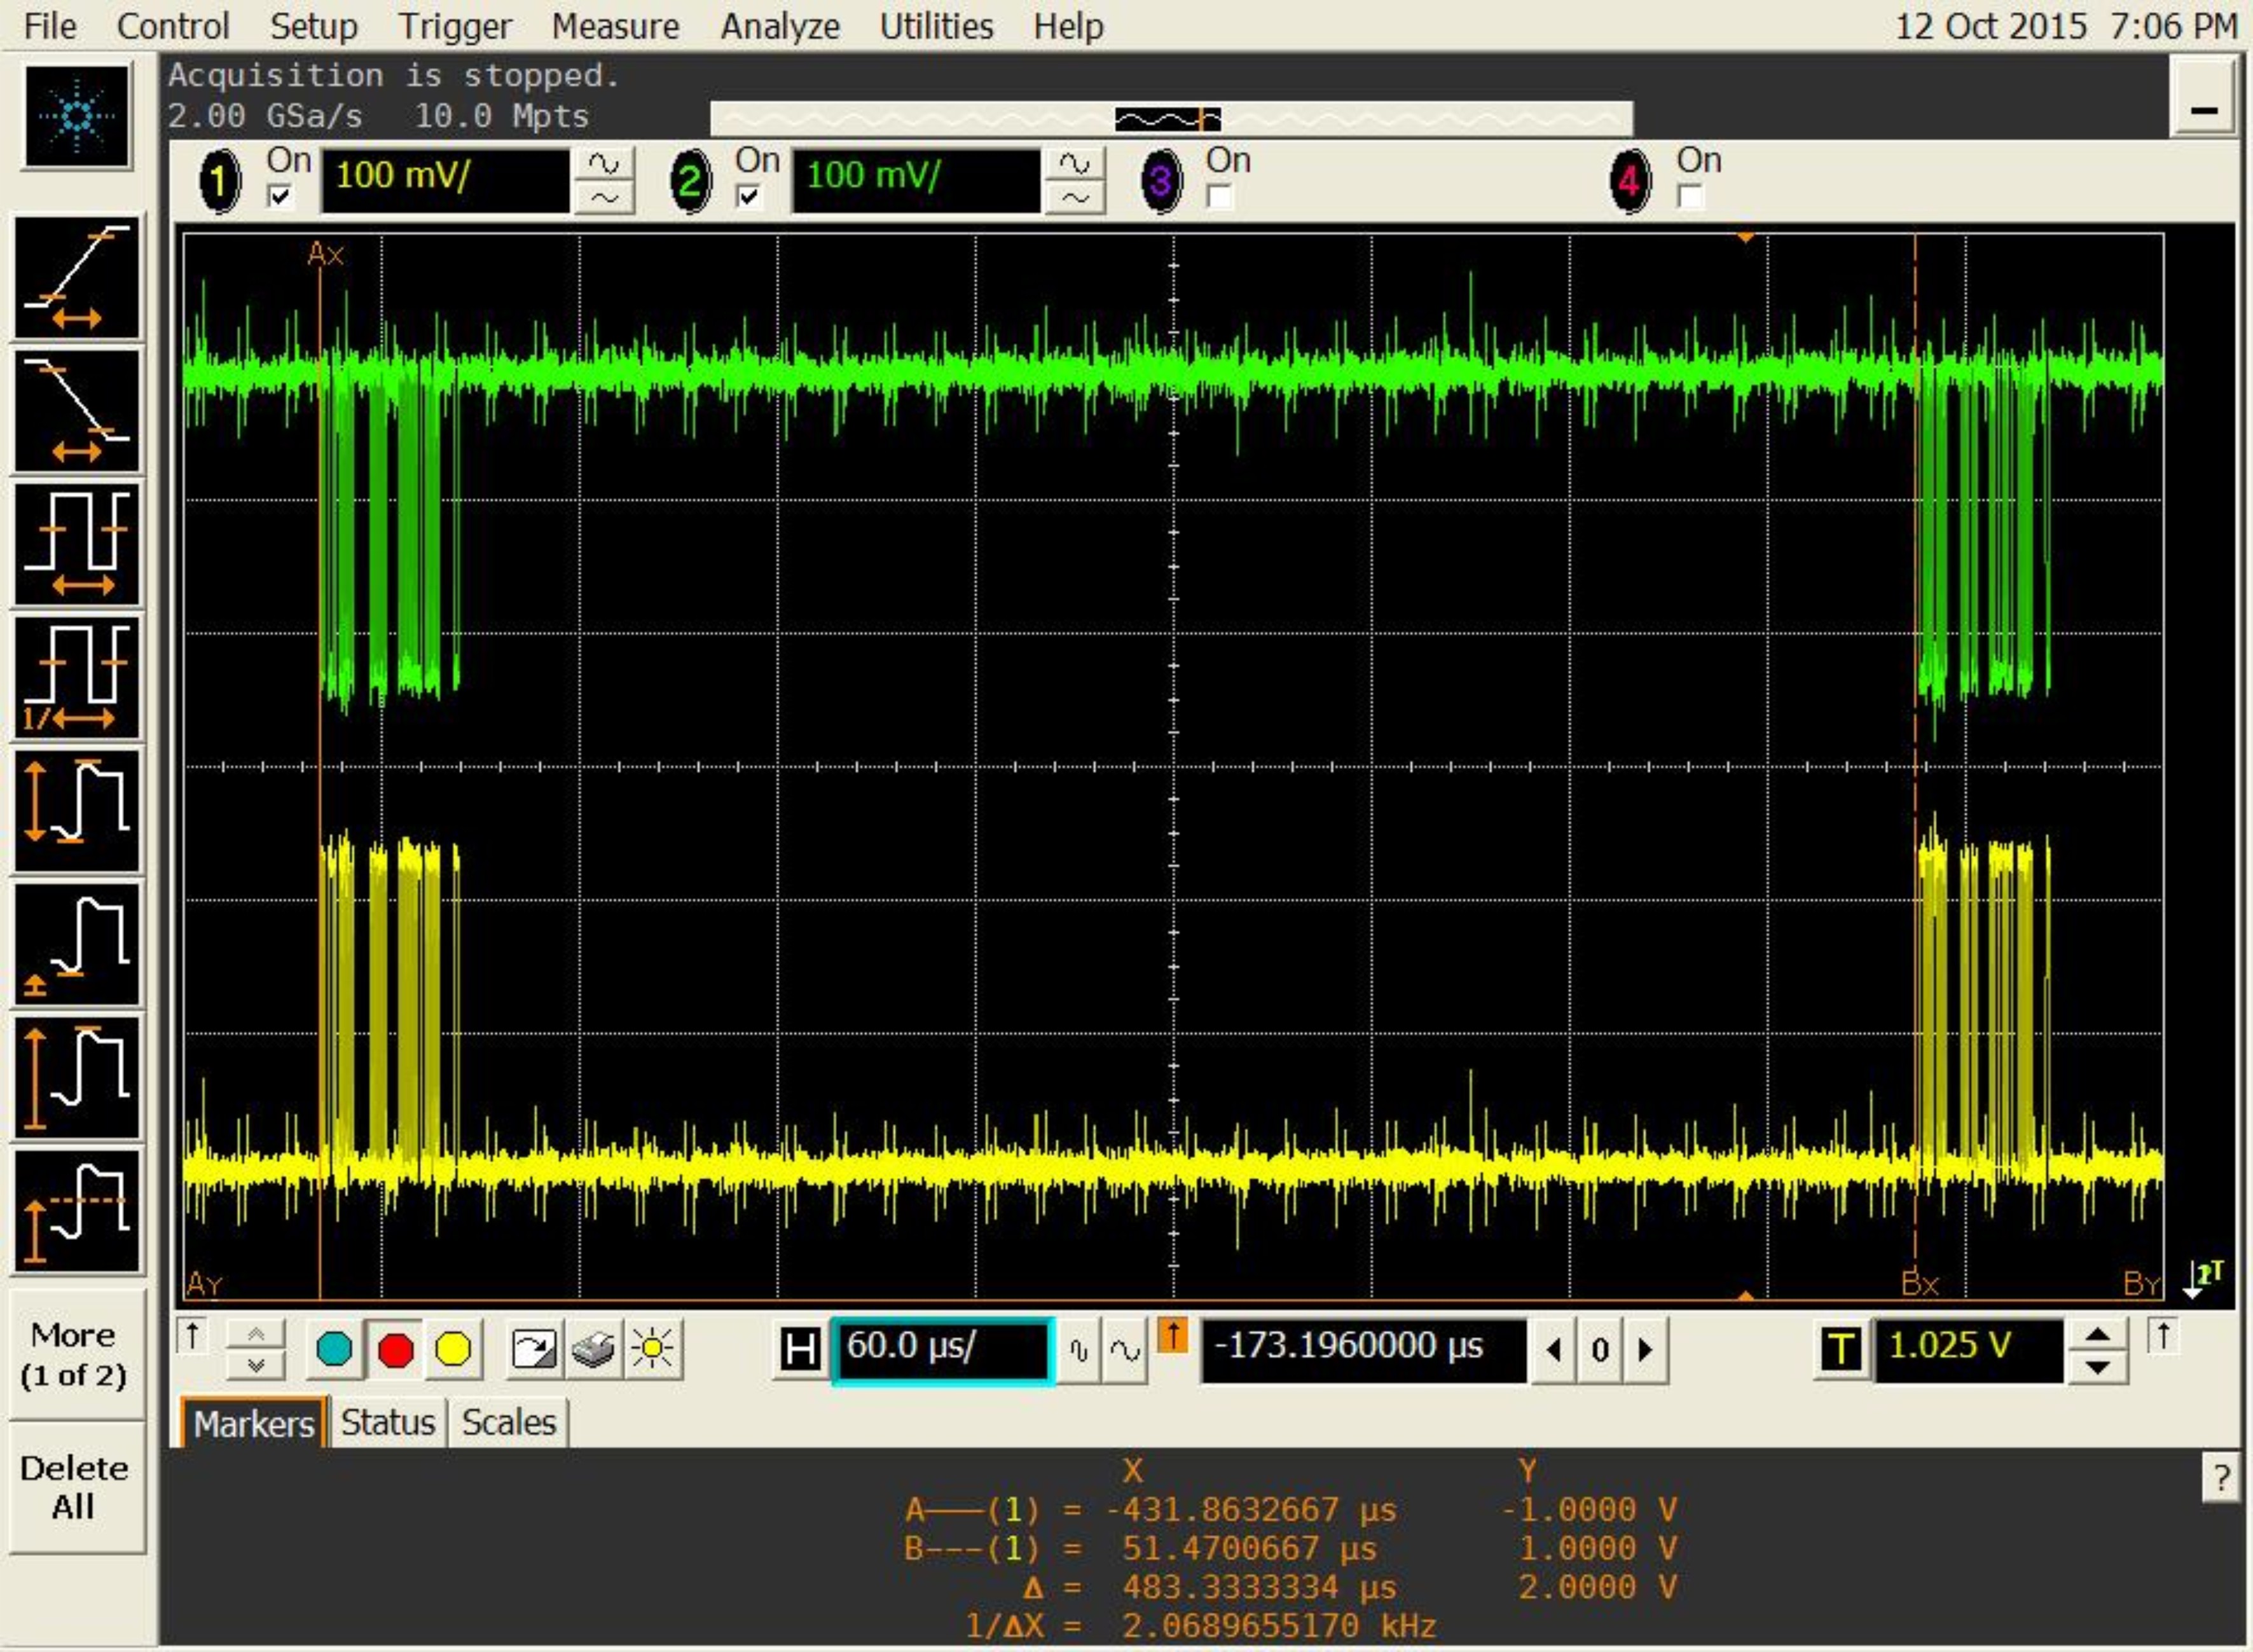 File Control Setup Trigger Measure Analyze Utilities Help 12 Oct 2015 7:06 PM
Acquisition is stopped.
2.00 GSa/s 10.0 Mpts
1 On 100 mV/ 2 On 100 mV/ 3 On 4 On
Ax
1/
AY Bx BY
T
More
(1 of 2)
H 60.0 μs/ -173.1960000 μs 0 T 1.025 V
Markers Status Scales
Delete
All
X Y
?
A——(1) = -431.8632667 μs -1.0000 V
B---(1) = 51.4700667 μs 1.0000 V
Δ = 483.3333334 μs 2.0000 V
1/ΔX = 2.0689655170 kHz